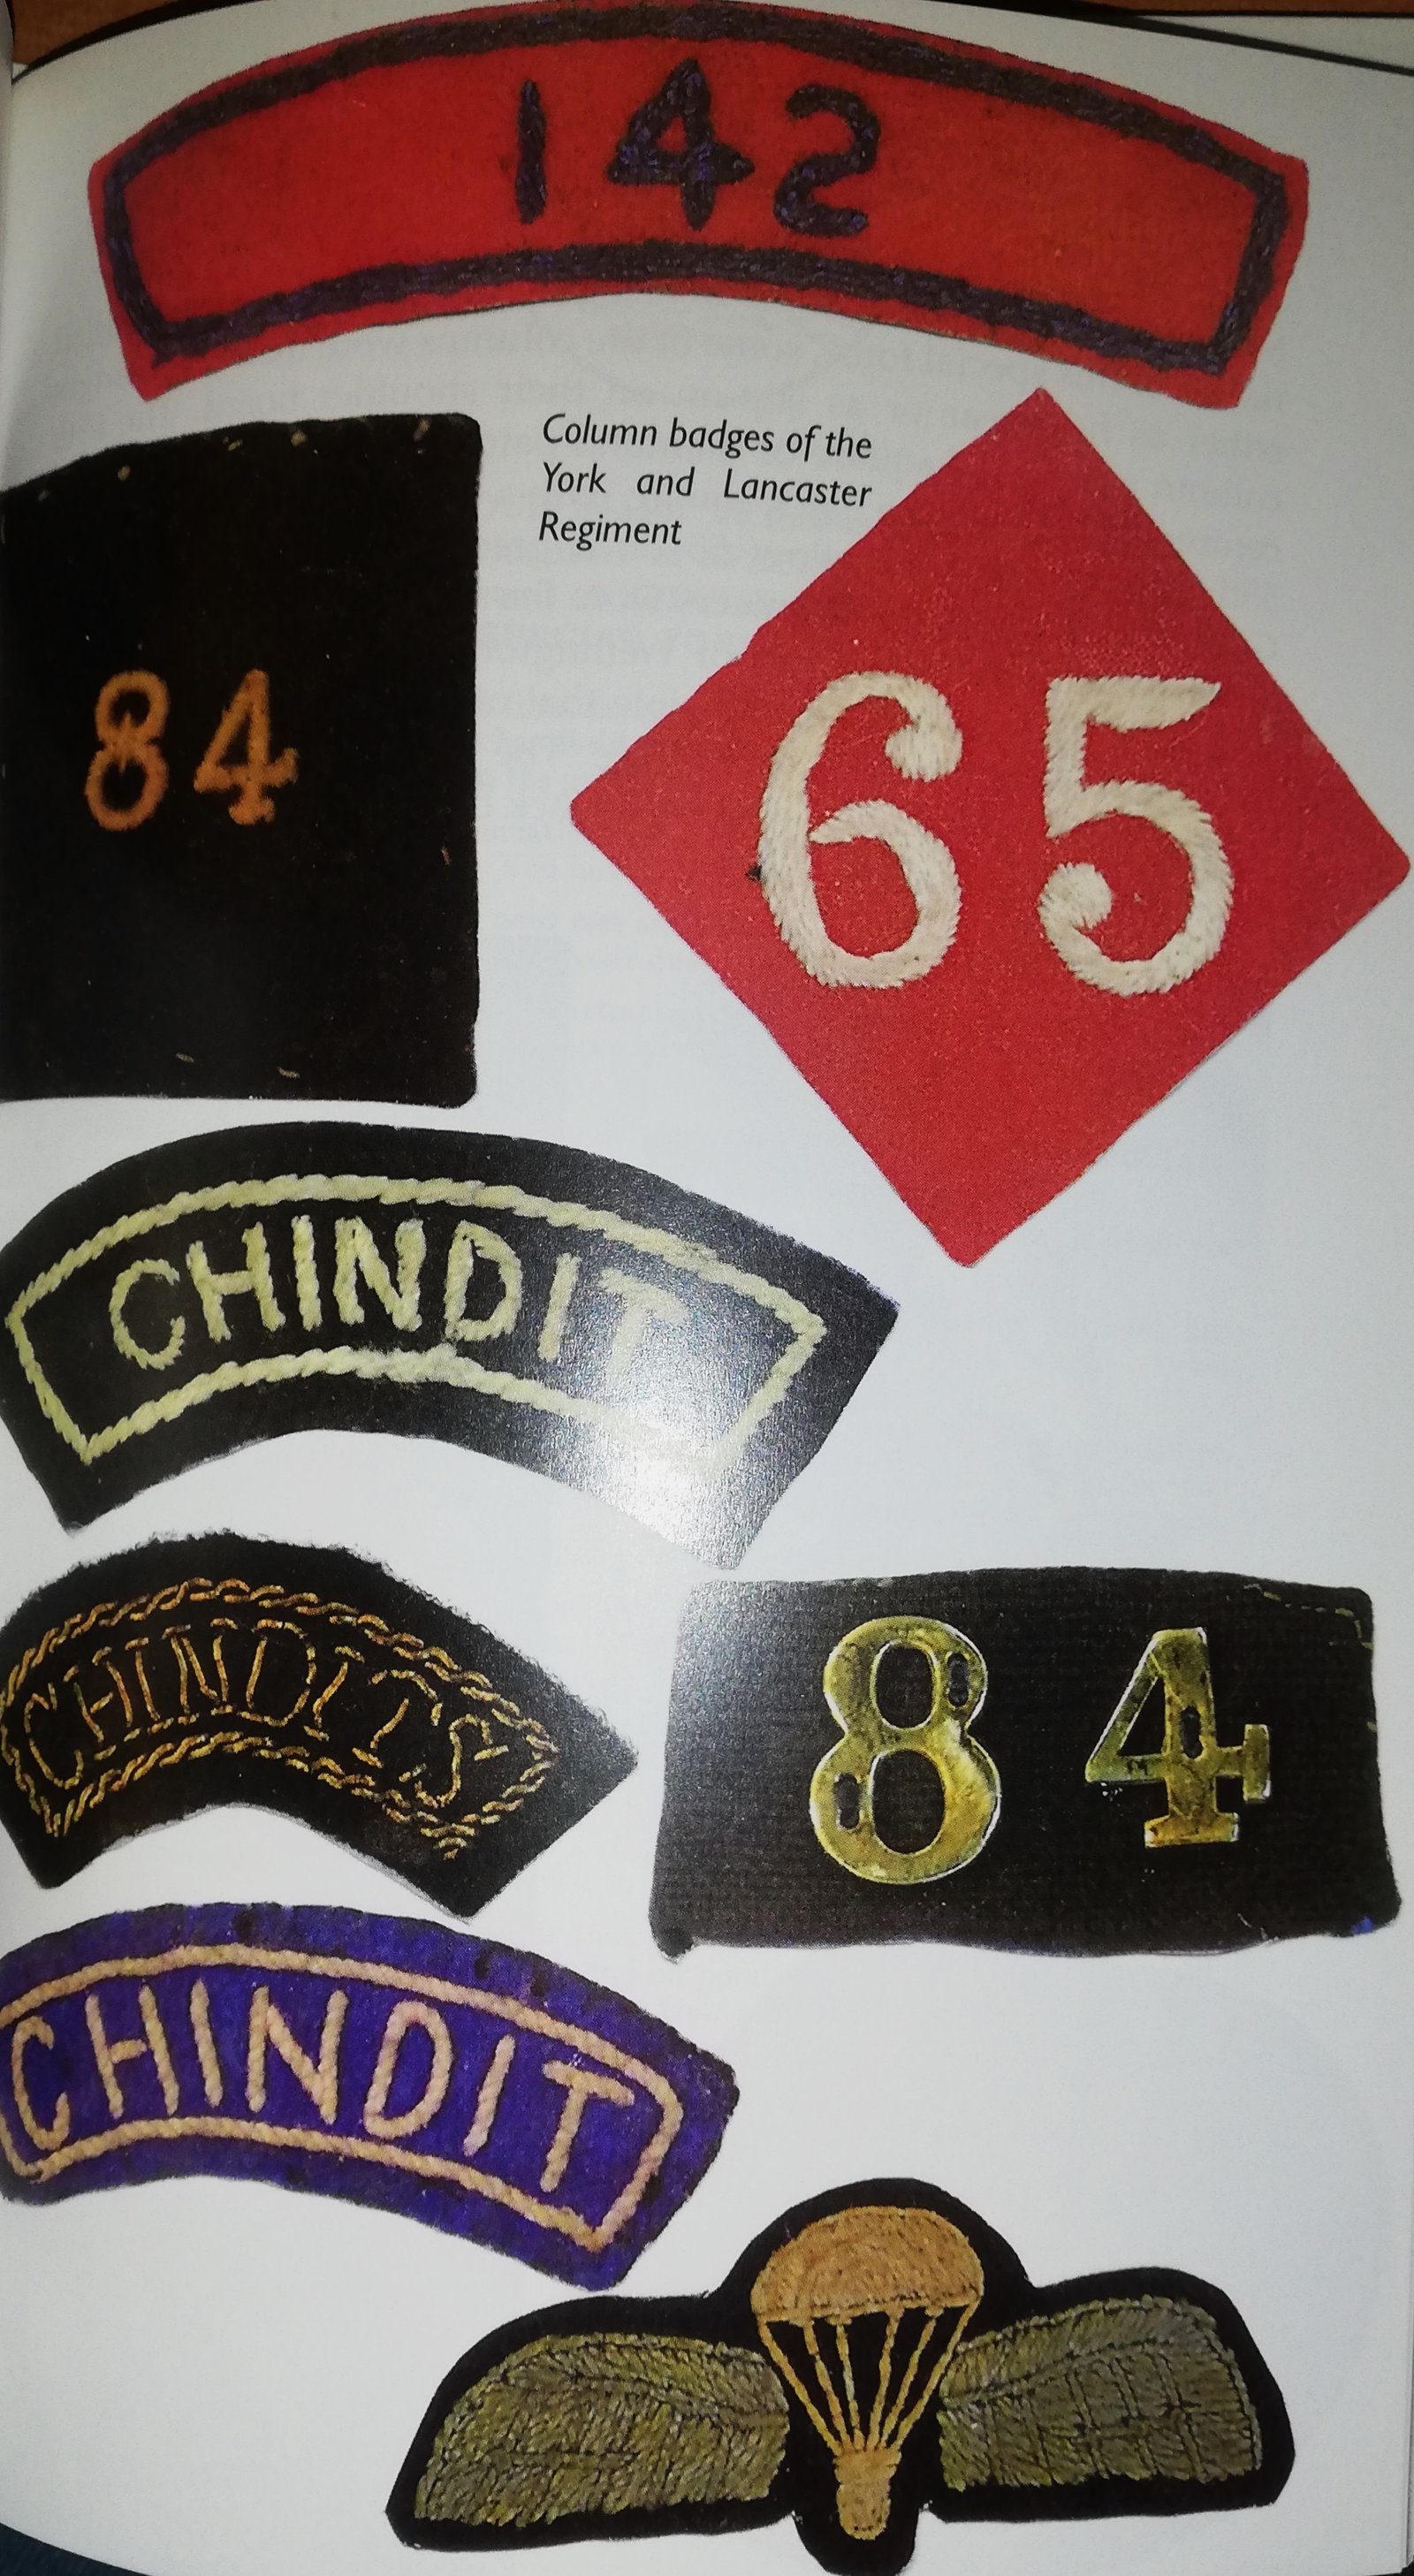 142
Column badges of the
York and Lancaster
Regiment
84
65
CHINDIT
CHINDITS
84
CHINDIT